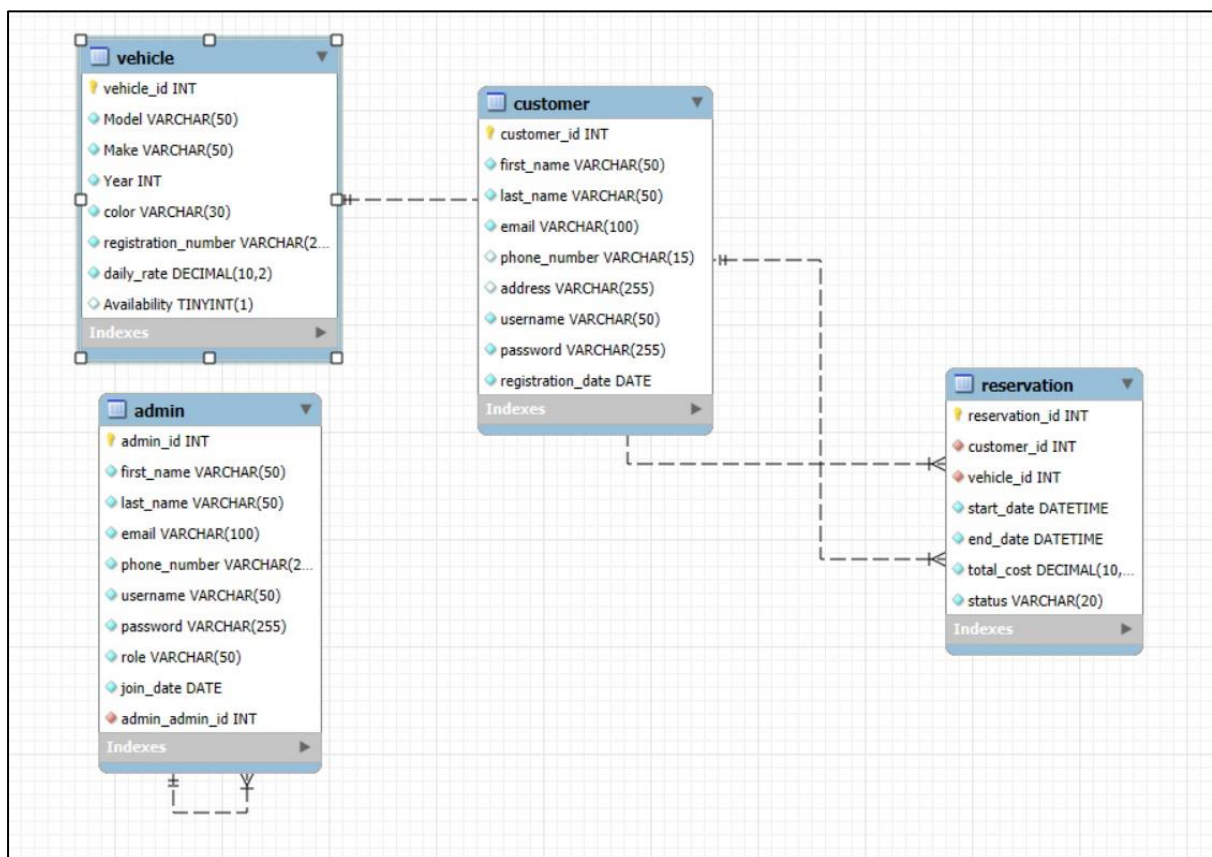 vehicle
vehicle_id INT
Model VARCHAR(50)
Make VARCHAR(50)
Year INT
color VARCHAR(30)
registration_number VARCHAR(2...
daily_rate DECIMAL(10,2)
Availability TINYINT(1)
Indexes
customer
customer_id INT
first_name VARCHAR(50)
last_name VARCHAR(50)
email VARCHAR(100)
phone_number VARCHAR(15)
address VARCHAR(255)
username VARCHAR(50)
password VARCHAR(255)
registration_date DATE
Indexes
admin
admin_id INT
first_name VARCHAR(50)
last_name VARCHAR(50)
email VARCHAR(100)
phone_number VARCHAR(2...
username VARCHAR(50)
password VARCHAR(255)
role VARCHAR(50)
join_date DATE
admin_admin_id INT
Indexes
reservation
reservation_id INT
customer_id INT
vehicle_id INT
start_date DATETIME
end_date DATETIME
total_cost DECIMAL(10,...
status VARCHAR(20)
Indexes